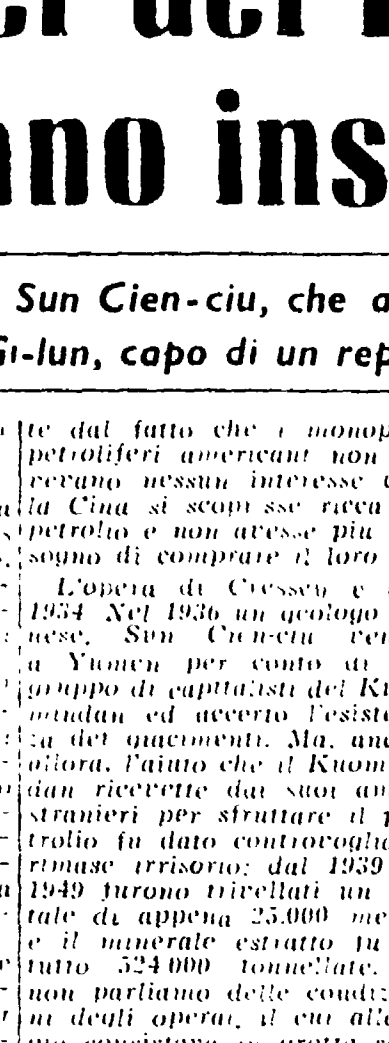 ano ins
Sun Cien-ciu, che a
Gi-lun, capo di un rep
te dal fatto che i monop
petroliferi americani non
vevano nessun interesse
la Cina si scoprisse ricca
petrolio e non avesse più
sogno di comprare il loro
L'opera di Cressen e
1934 Nel 1936 un geologo
nese, Sun Cien-ciu ven
a Yumen per conto di
gruppo di capitalisti del Ku
mindan ed accertò l'esiste
za dei giacimenti. Ma, anc
allora, l'aiuto che il Kuom
dan ricevette dai suoi am
stranieri per sfruttare il p
trolio fu dato controvoglia
rimase irrisorio: dal 1939
1949 furono trivellati un
tale di appena 25.000 me
e il minerale estratto fu
tutto 524.000 tonnellate.
non parliamo delle condiz
ni degli operai, il cui all